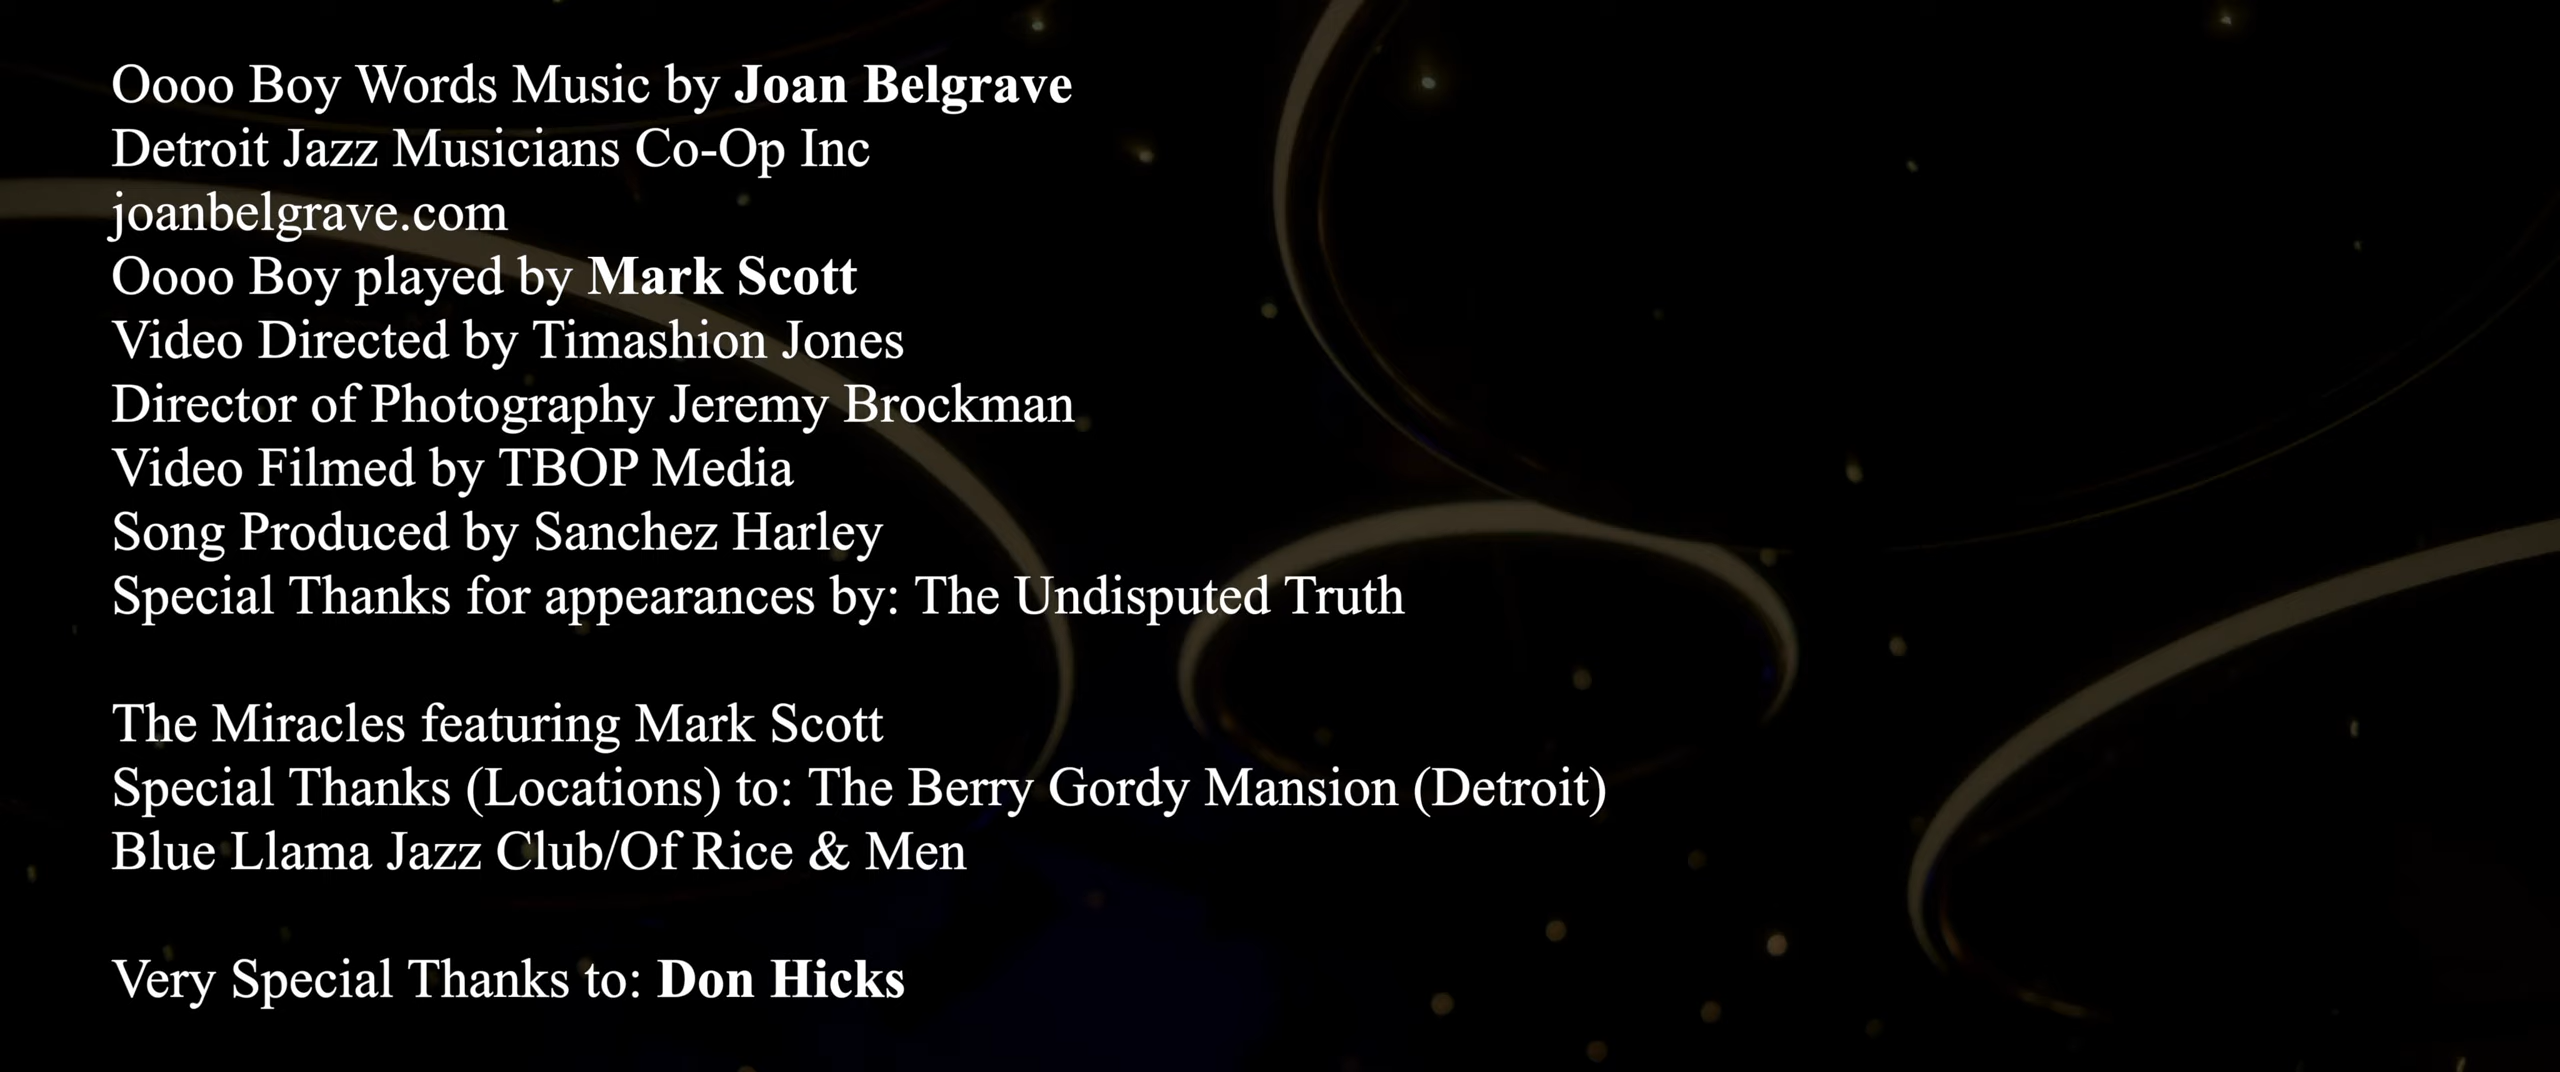 Oooo Boy Words Music by Joan Belgrave
Detroit Jazz Musicians Co-Op Inc
joanbelgrave.com
Oooo Boy played by Mark Scott
Video Directed by Timashion Jones
Director of Photography Jeremy Brockman
Video Filmed by TBOP Media
Song Produced by Sanchez Harley
Special Thanks for appearances by: The Undisputed Truth
The Miracles featuring Mark Scott
Special Thanks (Locations) to: The Berry Gordy Mansion (Detroit)
Blue Llama Jazz Club/Of Rice & Men
Very Special Thanks to: Don Hicks